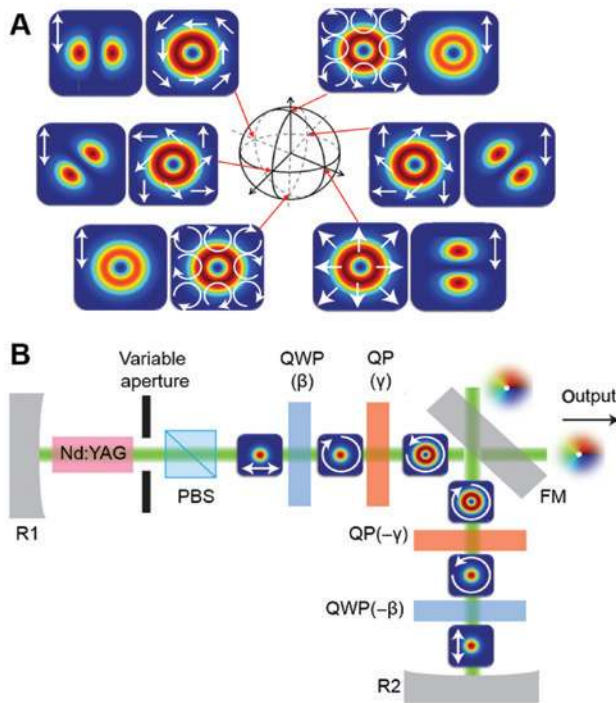 A
B
Variable
aperture
QWP
(β)
QP
(γ)
Output
Nd:YAG
PBS
FM
R1
QP(−γ)
QWP(−β)
R2